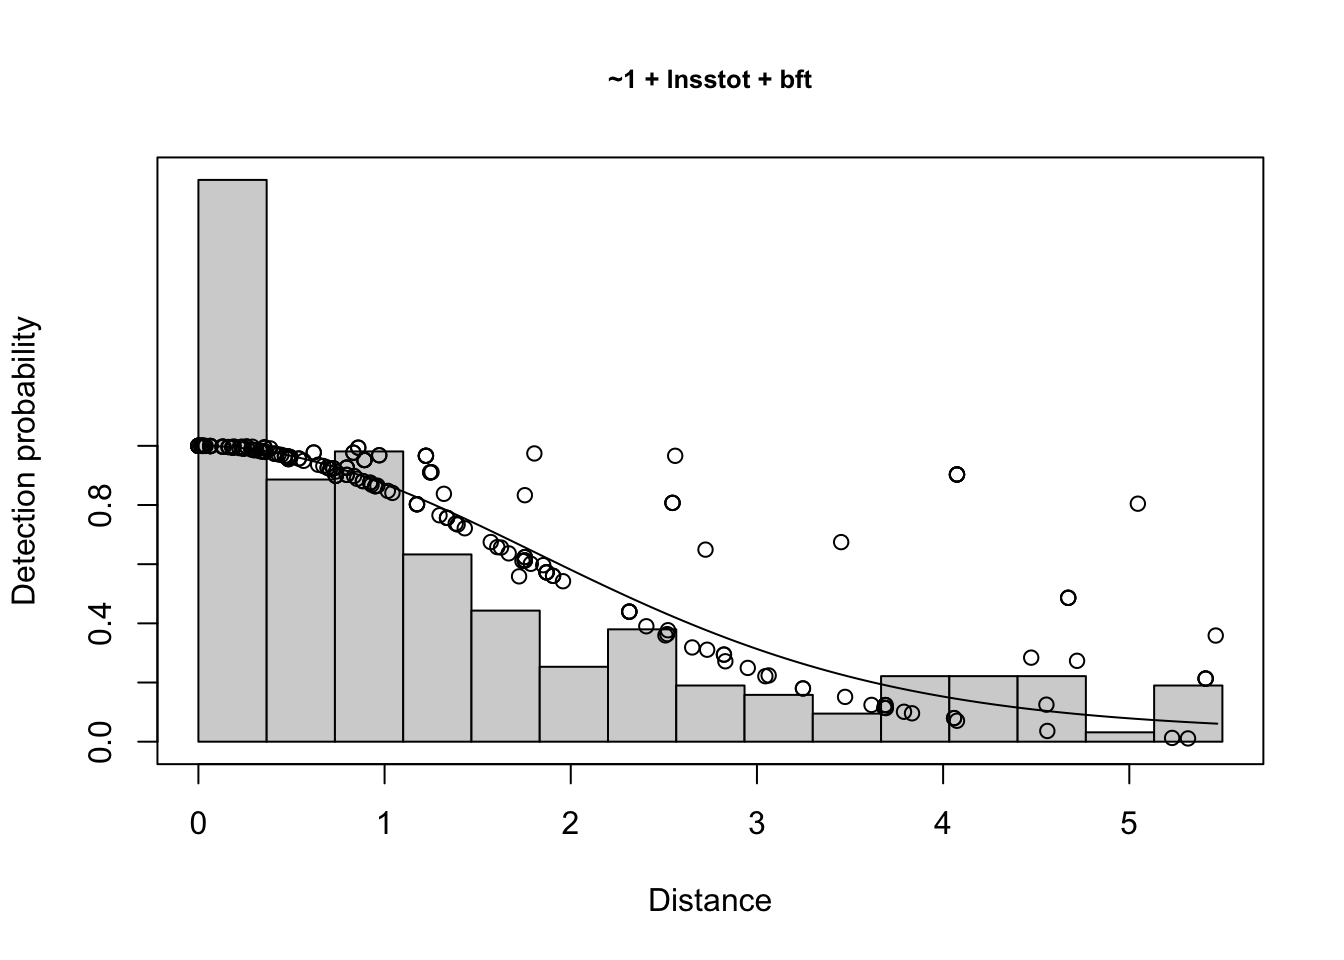 ~1 + lnsstot + bft
Detection probability
0.8
0.4
0.0
0 1 2 3 4 5
Distance